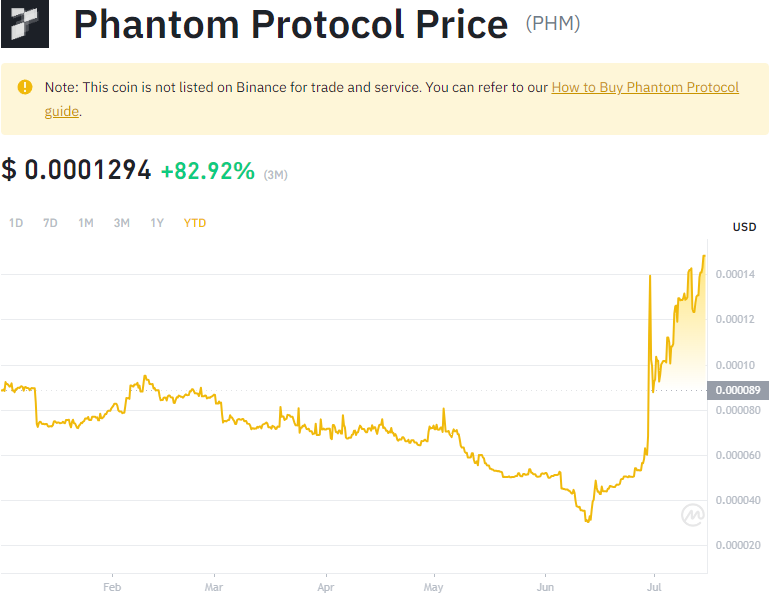 Phantom Protocol Price (PHM)
Note: This coin is not listed on Binance for trade and service. You can refer to our How to Buy Phantom Protocol
guide.
$ 0.0001294 +82.92% (3M)
1D 7D 1M 3M 1Y YTD
USD
0.00014
0.00012
0.00010
0.000089
0.000080
0.000060
0.000040
0.000020
Feb Mar Apr May Jun Jul